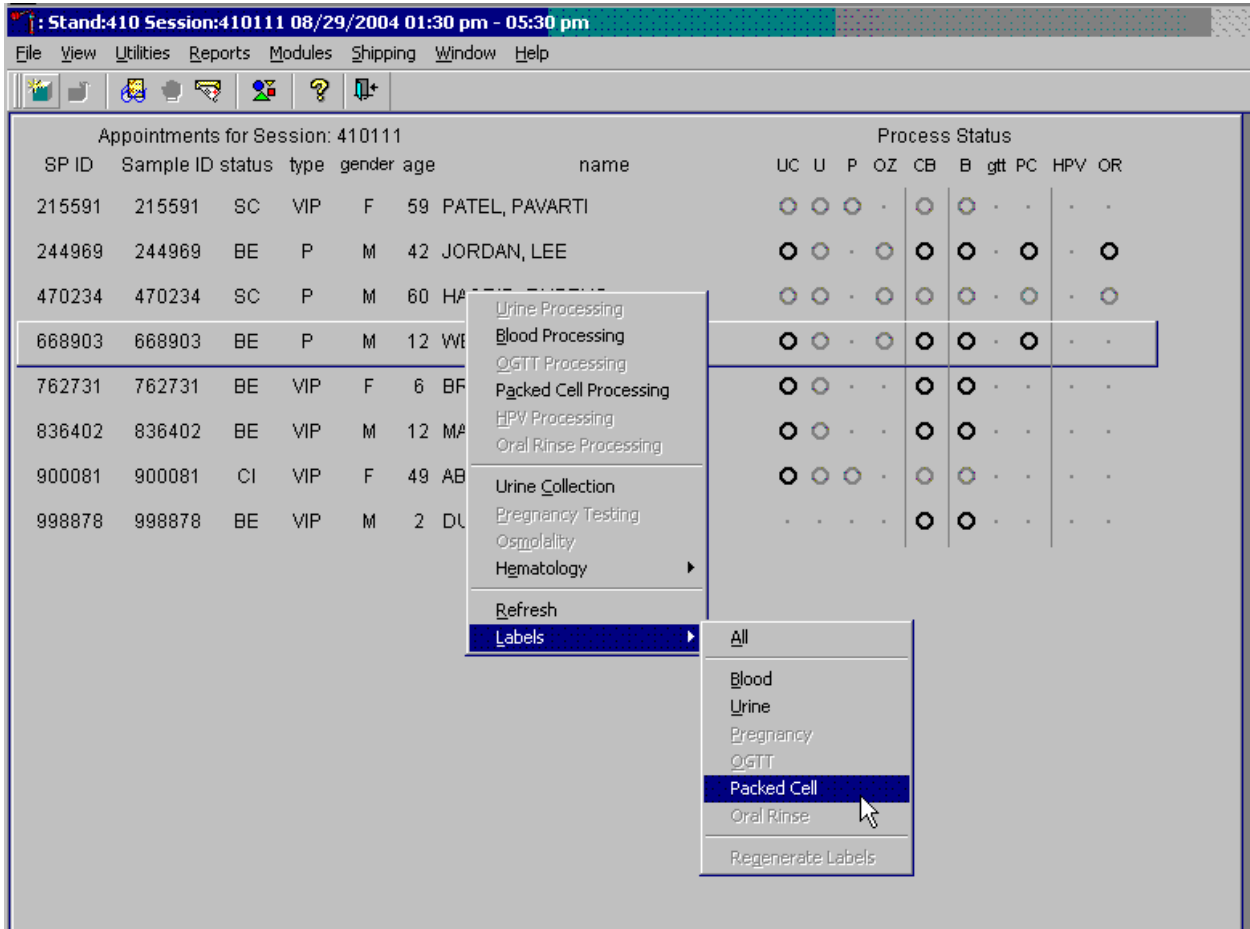 : Stand:410 Session:410111 08/29/2004 01:30 pm - 05:30 pm
File View Utilities Reports Modules Shipping Window Help
Appointments for Session: 410111 Process Status
SP ID Sample ID status type gender age name UC U P OZ CB B gtt PC HPV OR
215591 215591 SC VIP F 59 PATEL, PAVARTI
244969 244969 BE P M 42 JORDAN, LEE
470234 470234 SC P M 60
668903 668903 BE P M 12
762731 762731 BE VIP F 6 BR
836402 836402 BE VIP M 12 MA
900081 900081 CI VIP F 49 AB
998878 998878 BE VIP M 2
Urine Processing
Blood Processing
OGTT Processing
Packed Cell Processing
HPV Processing
Oral Rinse Processing
Urine Collection
Pregnancy Testing
Osmolality
Hematology
Refresh
Labels
All
Blood
Urine
Pregnancy
OGTT
Packed Cell
Oral Rinse
Regenerate Labels